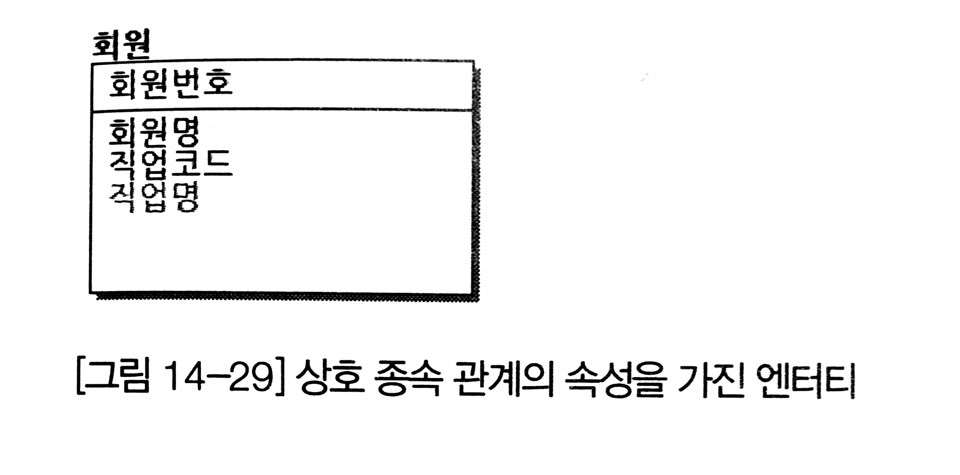 회원
회원번호
회원명
직업코드
직업명
[그림 14-29] 상호 종속 관계의 속성을 가진 엔터티